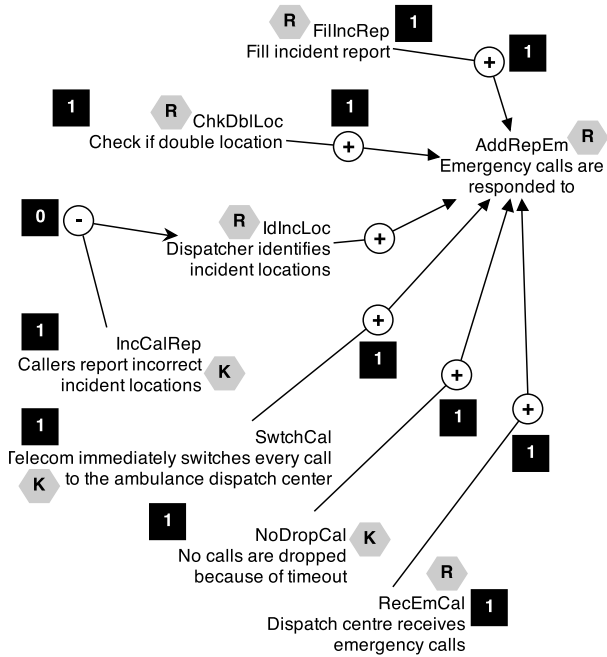 R
FillIncRep
1
Fill incident report
+
1
1
R
ChkDblLoc
1
Check if double location
+
AddRepEm
R
Emergency calls are
responded to
0
-
R
IdIncLoc
Dispatcher identifies
incident locations
+
1
IncCalRep
Callers report incorrect
incident locations
K
+
1
1
SwtchCal
Telecom immediately switches every call
to the ambulance dispatch center
K
+
1
1
NoDropCal
K
No calls are dropped
because of timeout
+
1
R
RecEmCal
1
Dispatch centre receives
emergency calls